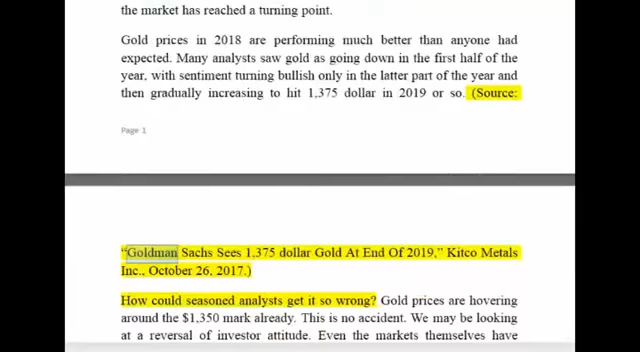 the market has reached a turning point.
Gold prices in 2018 are performing much better than anyone had
expected. Many analysts saw gold as going down in the first half of the
year, with sentiment turning bullish only in the latter part of the year and
then gradually increasing to hit 1,375 dollar in 2019 or so. (Source:
Page 1
“Goldman Sachs Sees 1,375 dollar Gold At End Of 2019,” Kitco Metals
Inc., October 26, 2017.)
How could seasoned analysts get it so wrong? Gold prices are hovering
around the $1,350 mark already. This is no accident. We may be looking
at a reversal of investor attitude. Even the markets themselves have